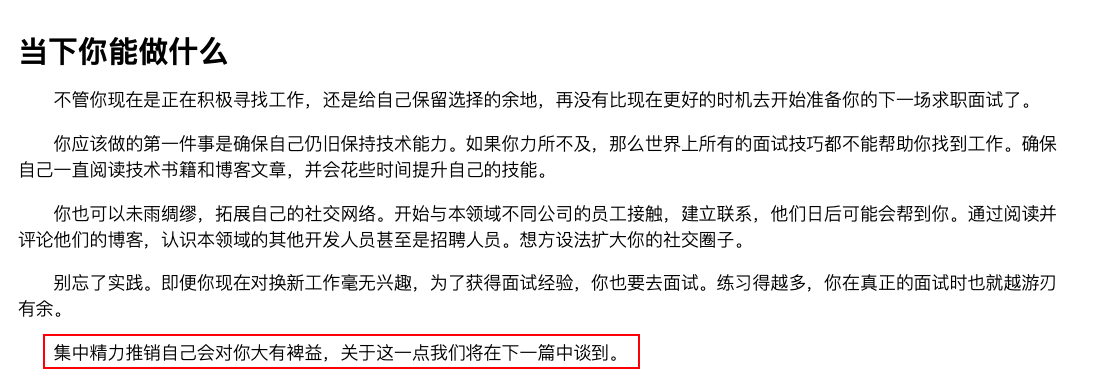 当下你能做什么
不管你现在是正在积极寻找工作，还是给自己保留选择的余地，再没有比现在更好的时机去开始准备你的下一场求职面试了。
你应该做的第一件事是确保自己仍旧保持技术能力。如果你力所不及，那么世界上所有的面试技巧都不能帮助你找到工作。确保
自己一直阅读技术书籍和博客文章，并会花些时间提升自己的技能。
你也可以未雨绸缪，拓展自己的社交网络。开始与本领域不同公司的员工接触，建立联系，他们日后可能会帮到你。通过阅读并
评论他们的博客，认识本领域的其他开发人员甚至是招聘人员。想方设法扩大你的社交圈子。
别忘了实践。即便你现在对换新工作毫无兴趣，为了获得面试经验，你也要去面试。练习得越多，你在真正的面试时也就越游刃
有余。
集中精力推销自己会对你大有裨益，关于这一点我们将在下一篇中谈到。